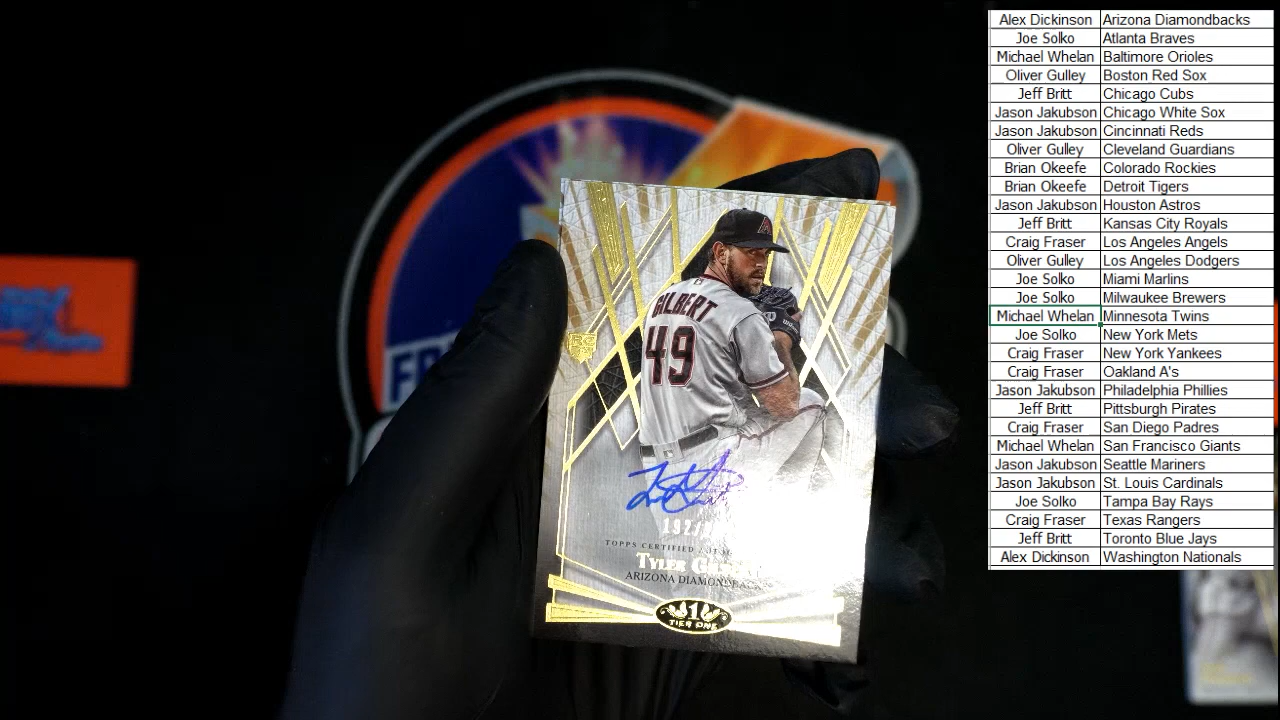 Alex Dickinson Arizona Diamondbacks
Joe Solko Atlanta Braves
Michael Whelan Baltimore Orioles
Oliver Gulley Boston Red Sox
Jeff Britt Chicago Cubs
Jason Jakubson Chicago White Sox
Jason Jakubson Cincinnati Reds
Oliver Gulley Cleveland Guardians
Brian Okeefe Colorado Rockies
Brian Okeefe Detroit Tigers
Jason Jakubson Houston Astros
Jeff Britt Kansas City Royals
Craig Fraser Los Angeles Angels
Oliver Gulley Los Angeles Dodgers
Joe Solko Miami Marlins
Joe Solko Milwaukee Brewers
Michael Whelan Minnesota Twins
Joe Solko New York Mets
Craig Fraser New York Yankees
Craig Fraser Oakland A's
Jason Jakubson Philadelphia Phillies
Jeff Britt Pittsburgh Pirates
Craig Fraser San Diego Padres
Michael Whelan San Francisco Giants
Jason Jakubson Seattle Mariners
Jason Jakubson St. Louis Cardinals
Joe Solko Tampa Bay Rays
Craig Fraser Texas Rangers
Jeff Britt Toronto Blue Jays
Alex Dickinson Washington Nationals
GILBERT
49
RC
TOPPS CERTIFIED
TYLER
ARIZONA DIAMONDBACKS
1
TIER ONE